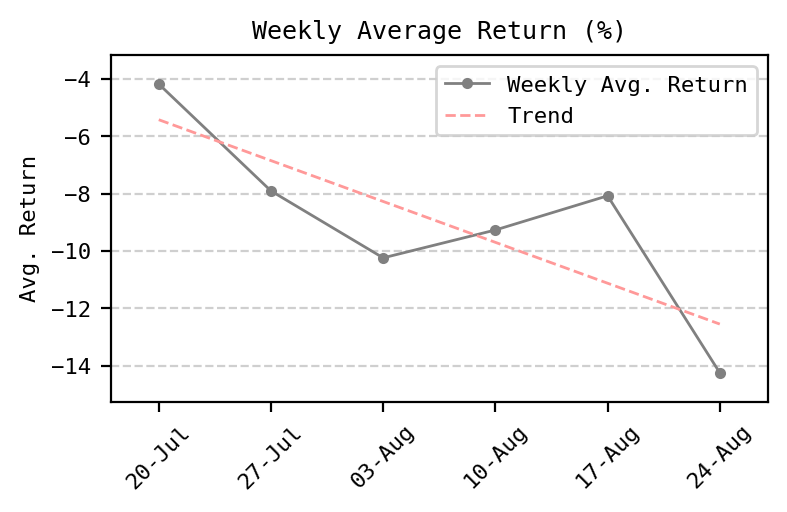 Weekly Average Return (%)
Weekly Avg. Return
Trend
Avg. Return
−4
−6
−8
−10
−12
−14
20-Jul
27-Jul
03-Aug
10-Aug
17-Aug
24-Aug